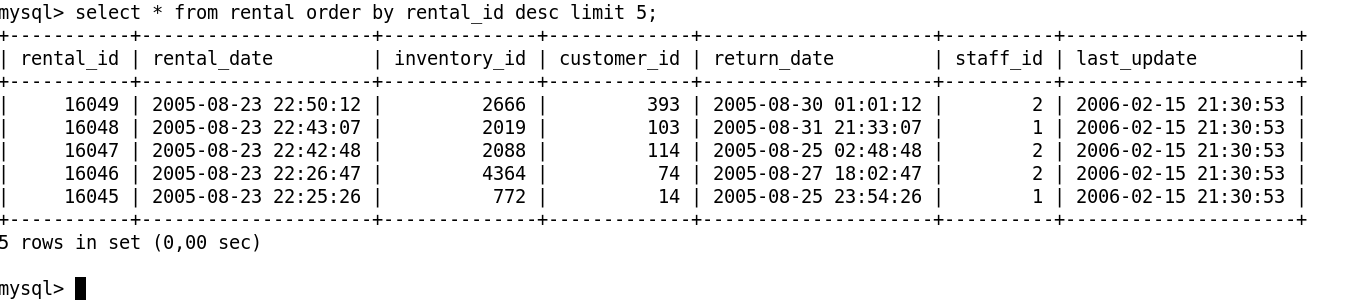 mysql> select * from rental order by rental_id desc limit 5;
+-----------+---------------------+--------------+-------------+---------------------+----------+---------------------+
| rental_id | rental_date         | inventory_id | customer_id | return_date         | staff_id | last_update         |
+-----------+---------------------+--------------+-------------+---------------------+----------+---------------------+
|     16049 | 2005-08-23 22:50:12 |         2666 |         393 | 2005-08-30 01:01:12 |        2 | 2006-02-15 21:30:53 |
|     16048 | 2005-08-23 22:43:07 |         2019 |         103 | 2005-08-31 21:33:07 |        1 | 2006-02-15 21:30:53 |
|     16047 | 2005-08-23 22:42:48 |         2088 |         114 | 2005-08-25 02:48:48 |        2 | 2006-02-15 21:30:53 |
|     16046 | 2005-08-23 22:26:47 |         4364 |          74 | 2005-08-27 18:02:47 |        2 | 2006-02-15 21:30:53 |
|     16045 | 2005-08-23 22:25:26 |          772 |          14 | 2005-08-25 23:54:26 |        1 | 2006-02-15 21:30:53 |
+-----------+---------------------+--------------+-------------+---------------------+----------+---------------------+
5 rows in set (0,00 sec)
mysql>